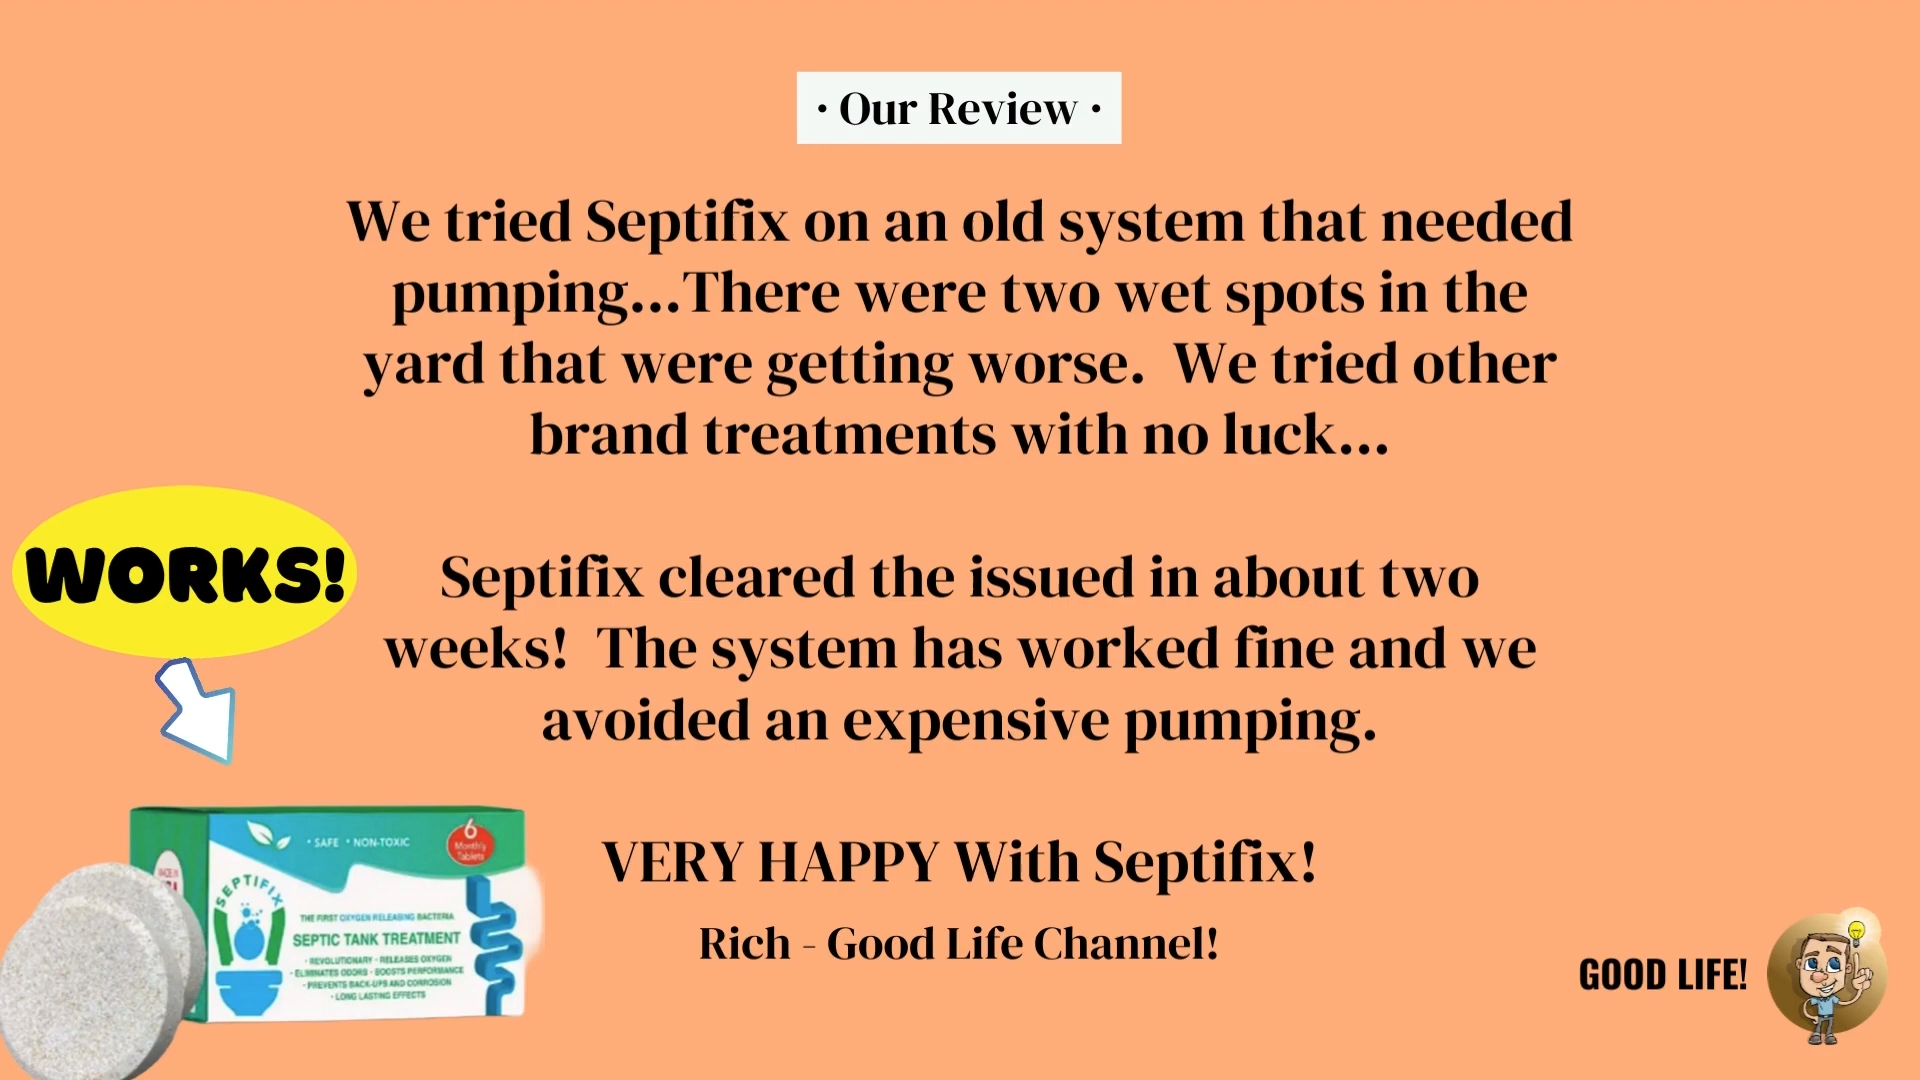 · Our Review ·
We tried Septifix on an old system that needed
pumping...There were two wet spots in the
yard that were getting worse.  We tried other
brand treatments with no luck...
WORKS!
Septifix cleared the issued in about two
weeks!  The system has worked fine and we
avoided an expensive pumping.
VERY HAPPY With Septifix!
Rich - Good Life Channel!
• SAFE • NON-TOXIC
6
Monthly
Tablets
SEPTIFIX
THE FIRST OXYGEN RELEASING BACTERIA
SEPTIC TANK TREATMENT
• REVOLUTIONARY • RELEASES OXYGEN
• ELIMINATES ODORS • BOOSTS PERFORMANCE
• PREVENTS BACK-UPS AND CORROSION
• LONG LASTING EFFECTS
GOOD LIFE!